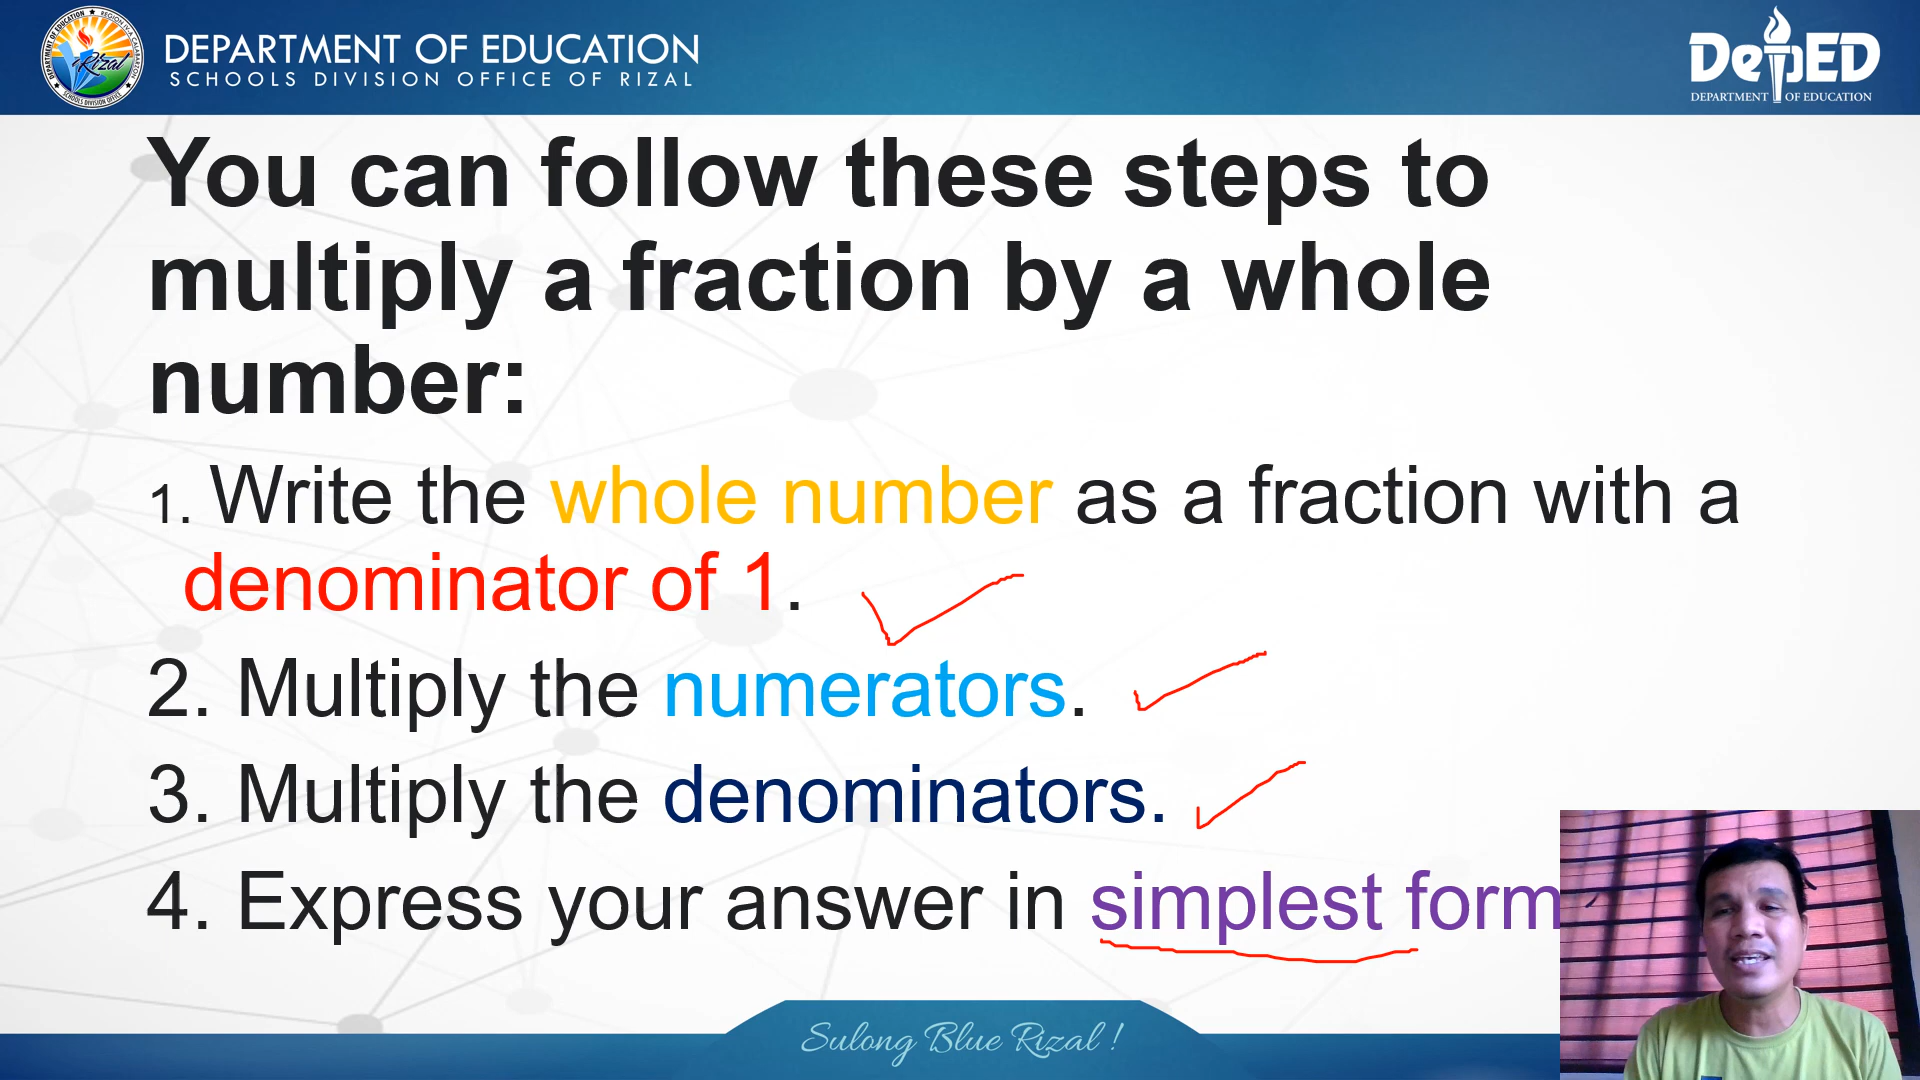 DEPARTMENT OF EDUCATION
SCHOOLS DIVISION OFFICE OF RIZAL
Rizal
DepED
DEPARTMENT OF EDUCATION
You can follow these steps to
multiply a fraction by a whole
number:
1. Write the whole number as a fraction with a
denominator of 1.
2. Multiply the numerators.
3. Multiply the denominators.
4. Express your answer in simplest form
Sulong Blue Rizal !